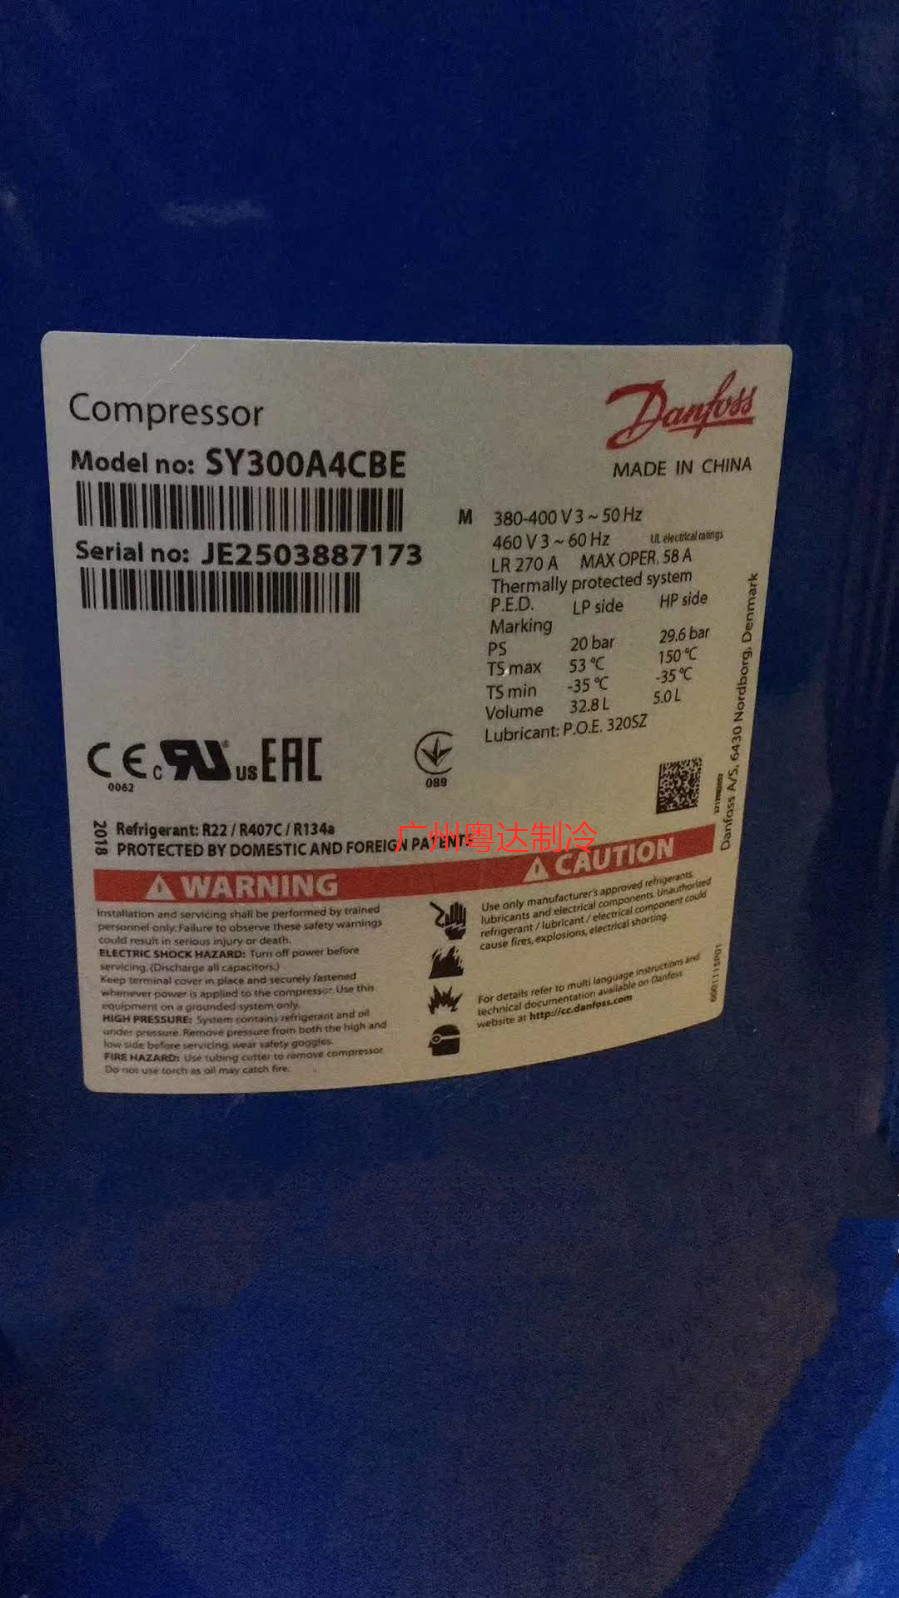 Compressor
Danfoss
MADE IN CHINA
Model no: SY300A4CBE
Serial no: JE2503887173
M 380-400 V 3 ~ 50 Hz
460 V 3 ~ 60 Hz UL electrical ratings
LR 270 A MAX OPER. 58 A
Thermally protected system
P.E.D. LP side HP side
Marking
PS 20 bar 29.6 bar
TS max 53 °C 150 °C
TS min -35 °C -35 °C
Volume 32.8 L 5.0 L
Lubricant: P.O.E. 320SZ
Danfoss A/S, 6430 Nordborg, Denmark
CE 0062 c RU us EAC
089
2018
Refrigerant: R22 / R407C / R134a
PROTECTED BY DOMESTIC AND FOREIGN PATENTS
广州粤达制冷
WARNING
Installation and servicing shall be performed by trained
personnel only. Failure to observe these safety warnings
could result in serious injury or death.
ELECTRIC SHOCK HAZARD: Turn off power before
servicing. (Discharge all capacitors.)
Keep terminal cover in place and securely fastened
whenever power is applied to the compressor. Use this
equipment on a grounded system only.
HIGH PRESSURE: System contains refrigerant and oil
under pressure. Remove pressure from both the high and
low side before servicing, wear safety goggles.
FIRE HAZARD: Use tubing cutter to remove compressor
Do not use torch as oil may catch fire.
CAUTION
Use only manufacturer's approved refrigerants,
lubricants and electrical components. Unauthorized
refrigerant / lubricant / electrical component could
cause fires, explosions, electrical shorting.
For details refer to multi language instructions and
technical documentation available on Danfoss
website at http://cc.danfoss.com